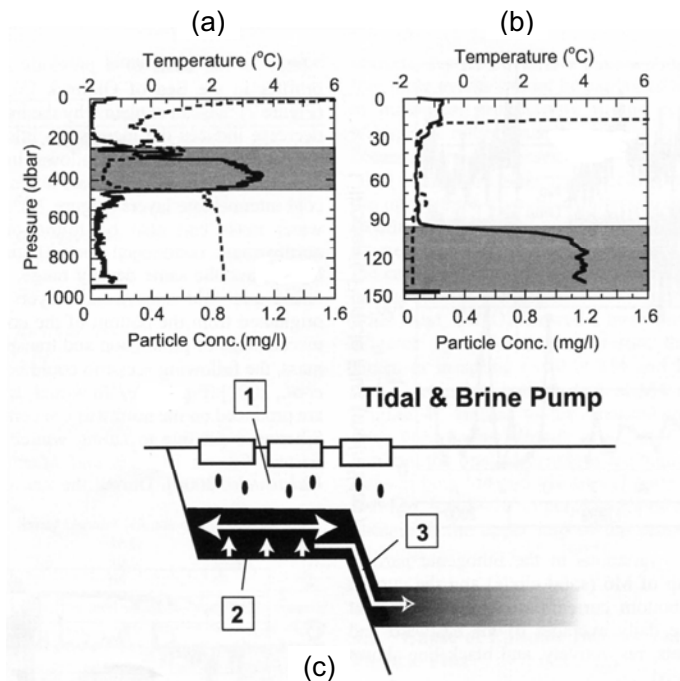 (a)
(b)
Temperature (°C)
Temperature (°C)
-2 0 2 4 6
-4 -2 0 2 4
0
200
400
600
800
1000
Pressure (dbar)
0
30
60
90
120
150
0 0.4 0.8 1.2 1.6
0 0.4 0.8 1.2 1.6
Particle Conc.(mg/l)
Particle Conc. (mg/l)
1
Tidal & Brine Pump
3
2
(c)